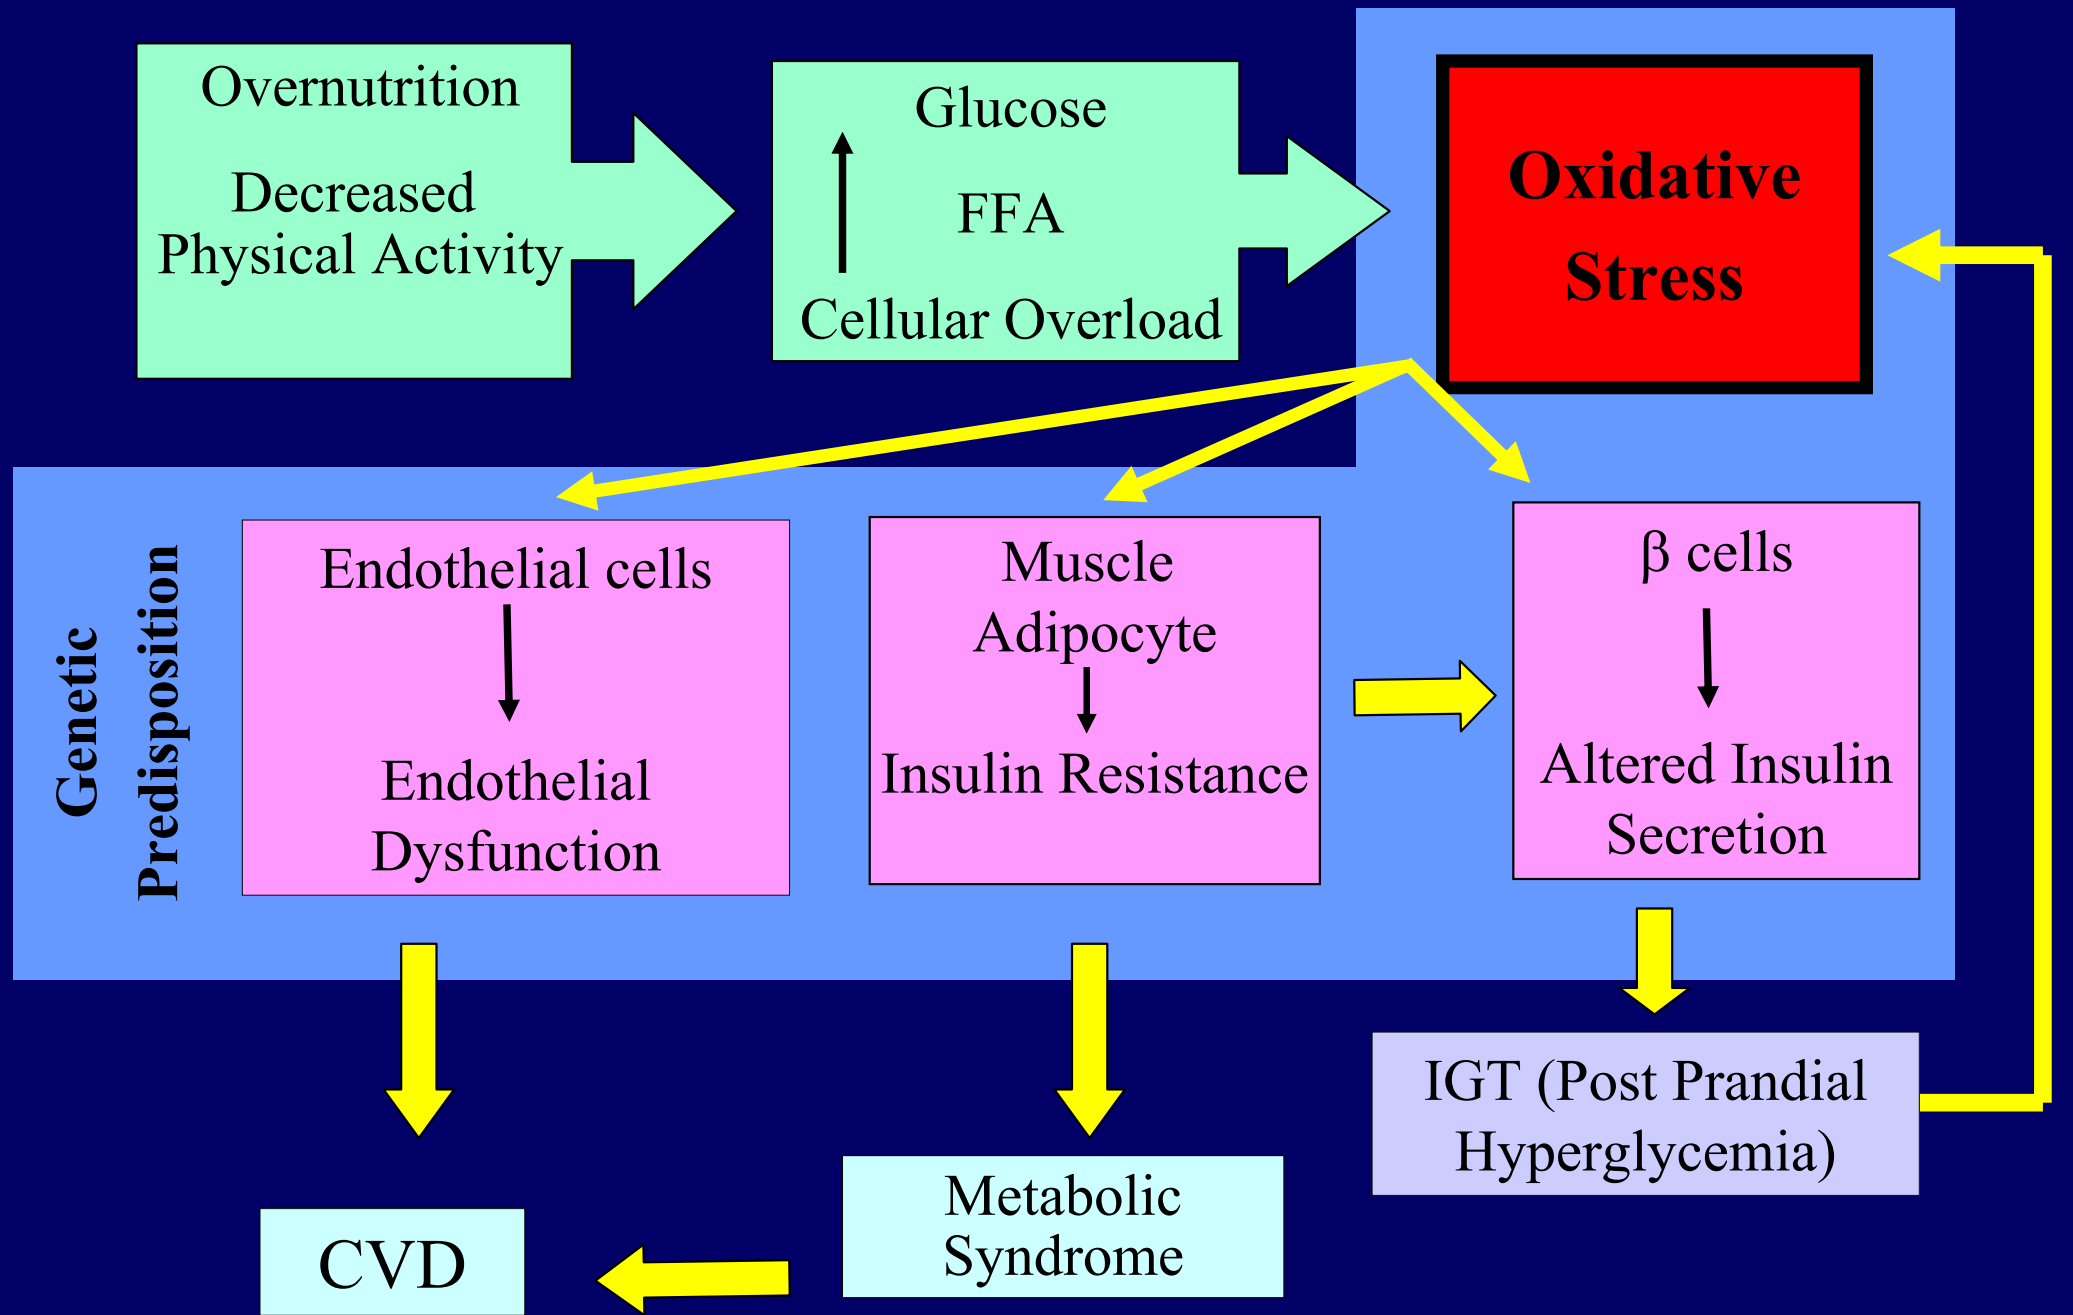 Overnutrition
Decreased
Physical Activity
Glucose
FFA
Cellular Overload
Oxidative
Stress
Genetic
Predisposition
Endothelial cells
Endothelial
Dysfunction
Muscle
Adipocyte
Insulin Resistance
β cells
Altered Insulin
Secretion
IGT (Post Prandial
Hyperglycemia)
Metabolic
Syndrome
CVD